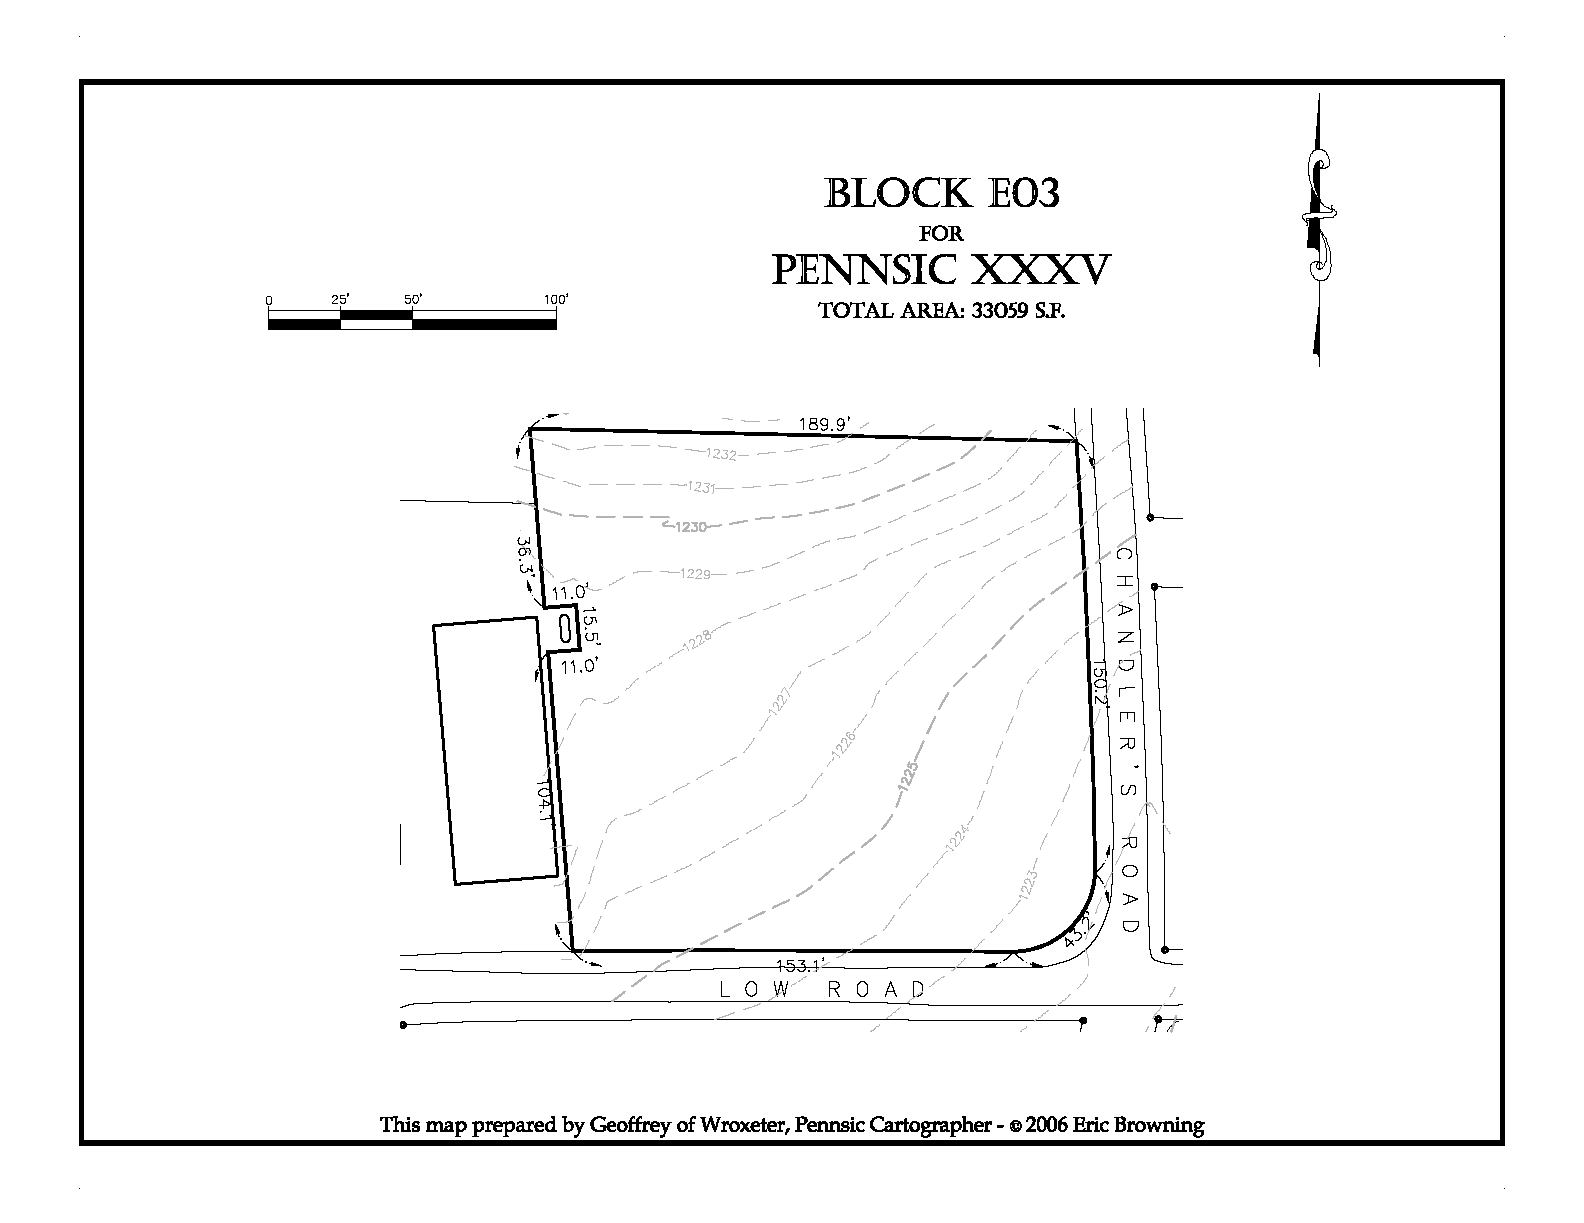 BLOCK E03
FOR
PENNSIC XXXV
TOTAL AREA: 33059 S.F.
0 25' 50' 100'
189.9'
1232
1231
1230
1229
1228
1227
1226
1225
1224
1223
36.3'
11.0'
15.5'
11.0'
104.1'
150.2'
43.2'
153.1'
CHANDLER'S ROAD
LOW ROAD
This map prepared by Geoffrey of Wroxeter, Pennsic Cartographer - © 2006 Eric Browning